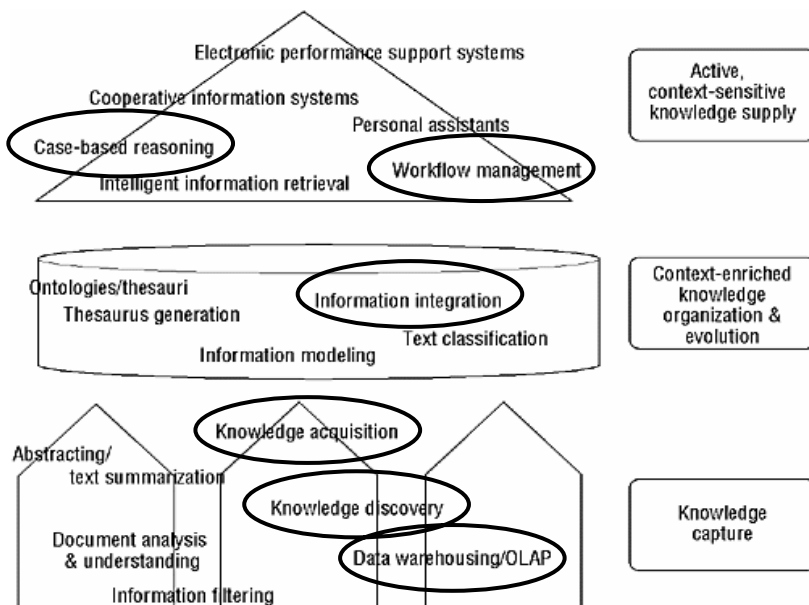 Electronic performance support systems
Cooperative information systems
Personal assistants
Case-based reasoning
Workflow management
Intelligent information retrieval
Active,
context-sensitive
knowledge supply
Ontologies/thesauri
Information integration
Thesaurus generation
Text classification
Information modeling
Context-enriched
knowledge
organization &
evolution
Knowledge acquisition
Abstracting/
text summarization
Knowledge discovery
Document analysis
& understanding
Data warehousing/OLAP
Information filtering
Knowledge
capture